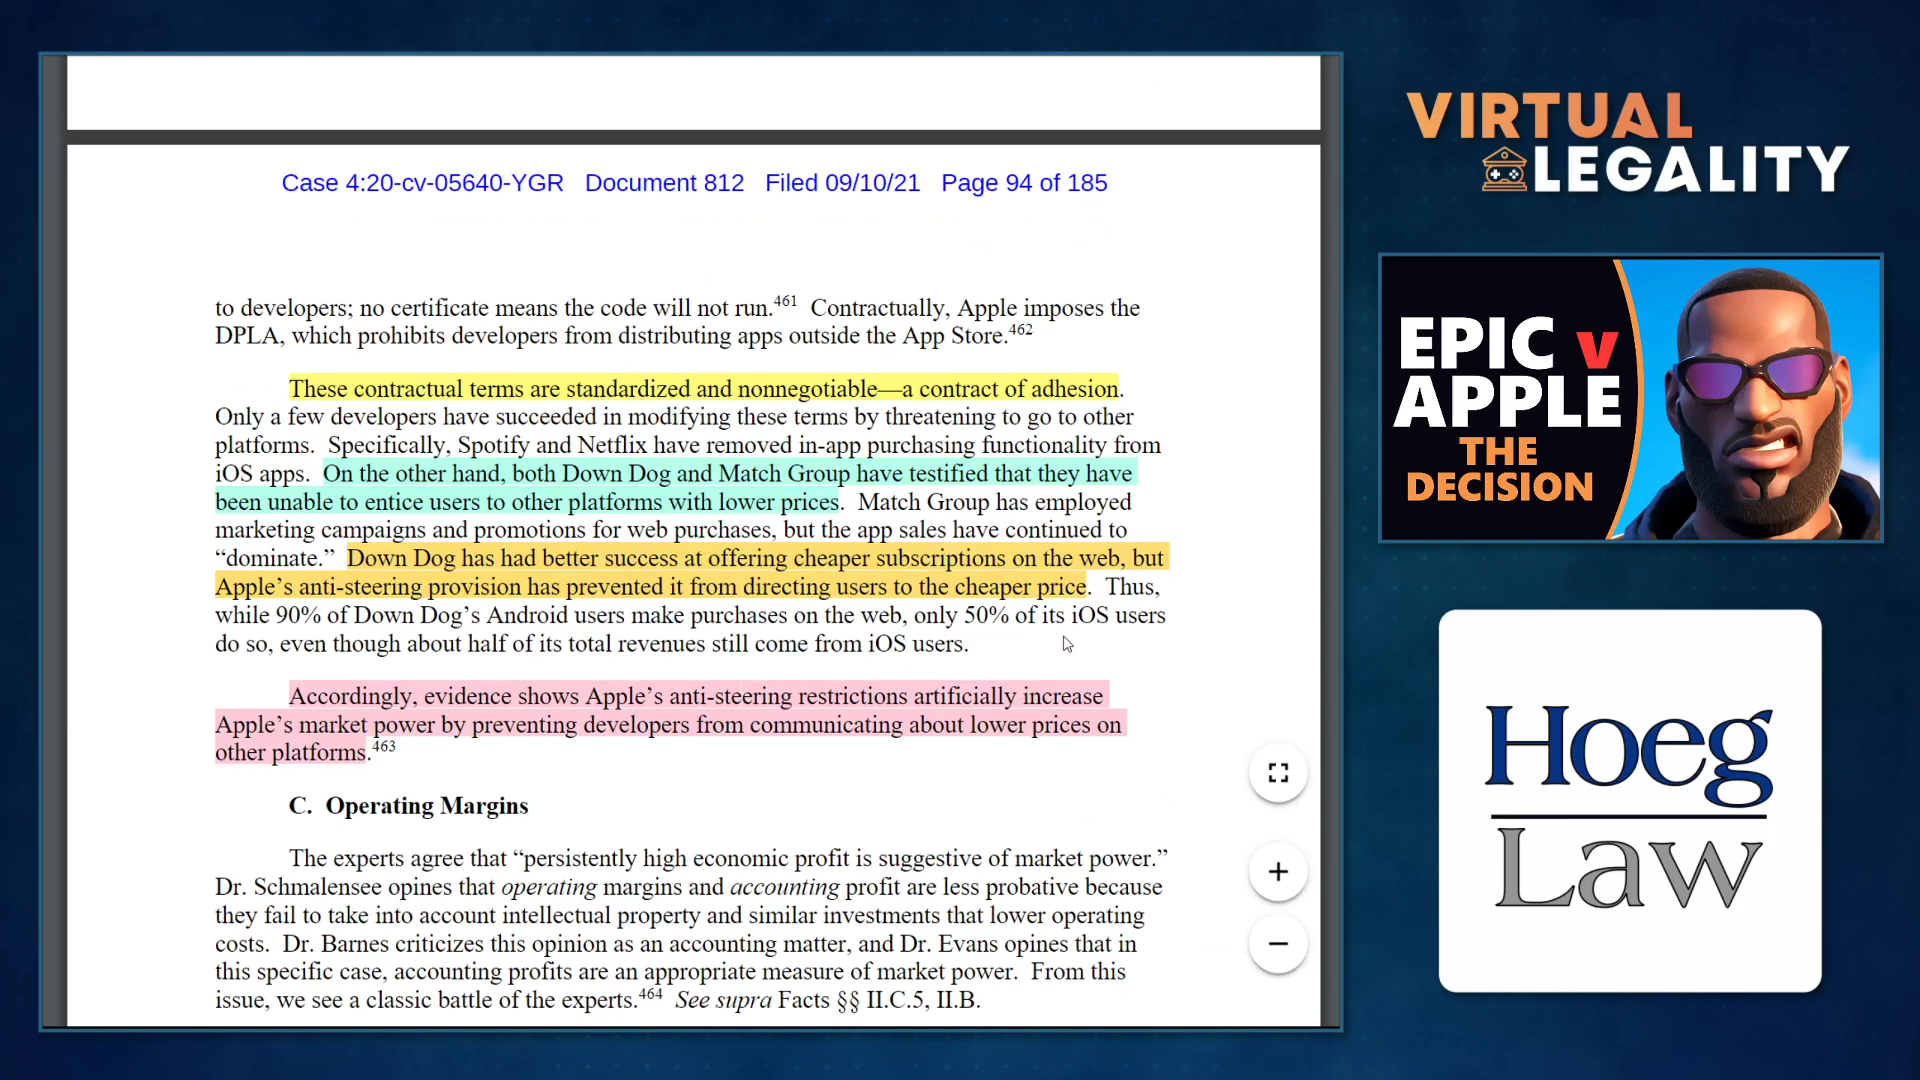 Case 4:20-cv-05640-YGR Document 812 Filed 09/10/21 Page 94 of 185
to developers; no certificate means the code will not run.461 Contractually, Apple imposes the
DPLA, which prohibits developers from distributing apps outside the App Store.462
These contractual terms are standardized and nonnegotiable—a contract of adhesion.
Only a few developers have succeeded in modifying these terms by threatening to go to other
platforms. Specifically, Spotify and Netflix have removed in-app purchasing functionality from
iOS apps. On the other hand, both Down Dog and Match Group have testified that they have
been unable to entice users to other platforms with lower prices. Match Group has employed
marketing campaigns and promotions for web purchases, but the app sales have continued to
“dominate.” Down Dog has had better success at offering cheaper subscriptions on the web, but
Apple’s anti-steering provision has prevented it from directing users to the cheaper price. Thus,
while 90% of Down Dog’s Android users make purchases on the web, only 50% of its iOS users
do so, even though about half of its total revenues still come from iOS users.
Accordingly, evidence shows Apple’s anti-steering restrictions artificially increase
Apple’s market power by preventing developers from communicating about lower prices on
other platforms.463
C. Operating Margins
The experts agree that “persistently high economic profit is suggestive of market power.”
Dr. Schmalensee opines that operating margins and accounting profit are less probative because
they fail to take into account intellectual property and similar investments that lower operating
costs. Dr. Barnes criticizes this opinion as an accounting matter, and Dr. Evans opines that in
this specific case, accounting profits are an appropriate measure of market power. From this
issue, we see a classic battle of the experts.464 See supra Facts §§ II.C.5, II.B.
VIRTUAL
LEGALITY
EPIC v
APPLE
THE
DECISION
Hoeg
Law